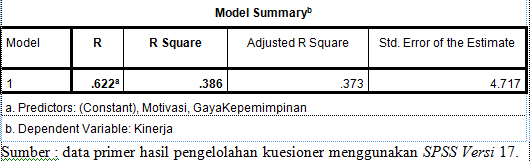 Model Summaryb
Model R R Square Adjusted R Square Std. Error of the Estimate
1 .622a .386 .373 4.717
a. Predictors: (Constant), Motivasi, GayaKepemimpinan
b. Dependent Variable: Kinerja
Sumber : data primer hasil pengelolahan kuesioner menggunakan SPSS Versi 17.